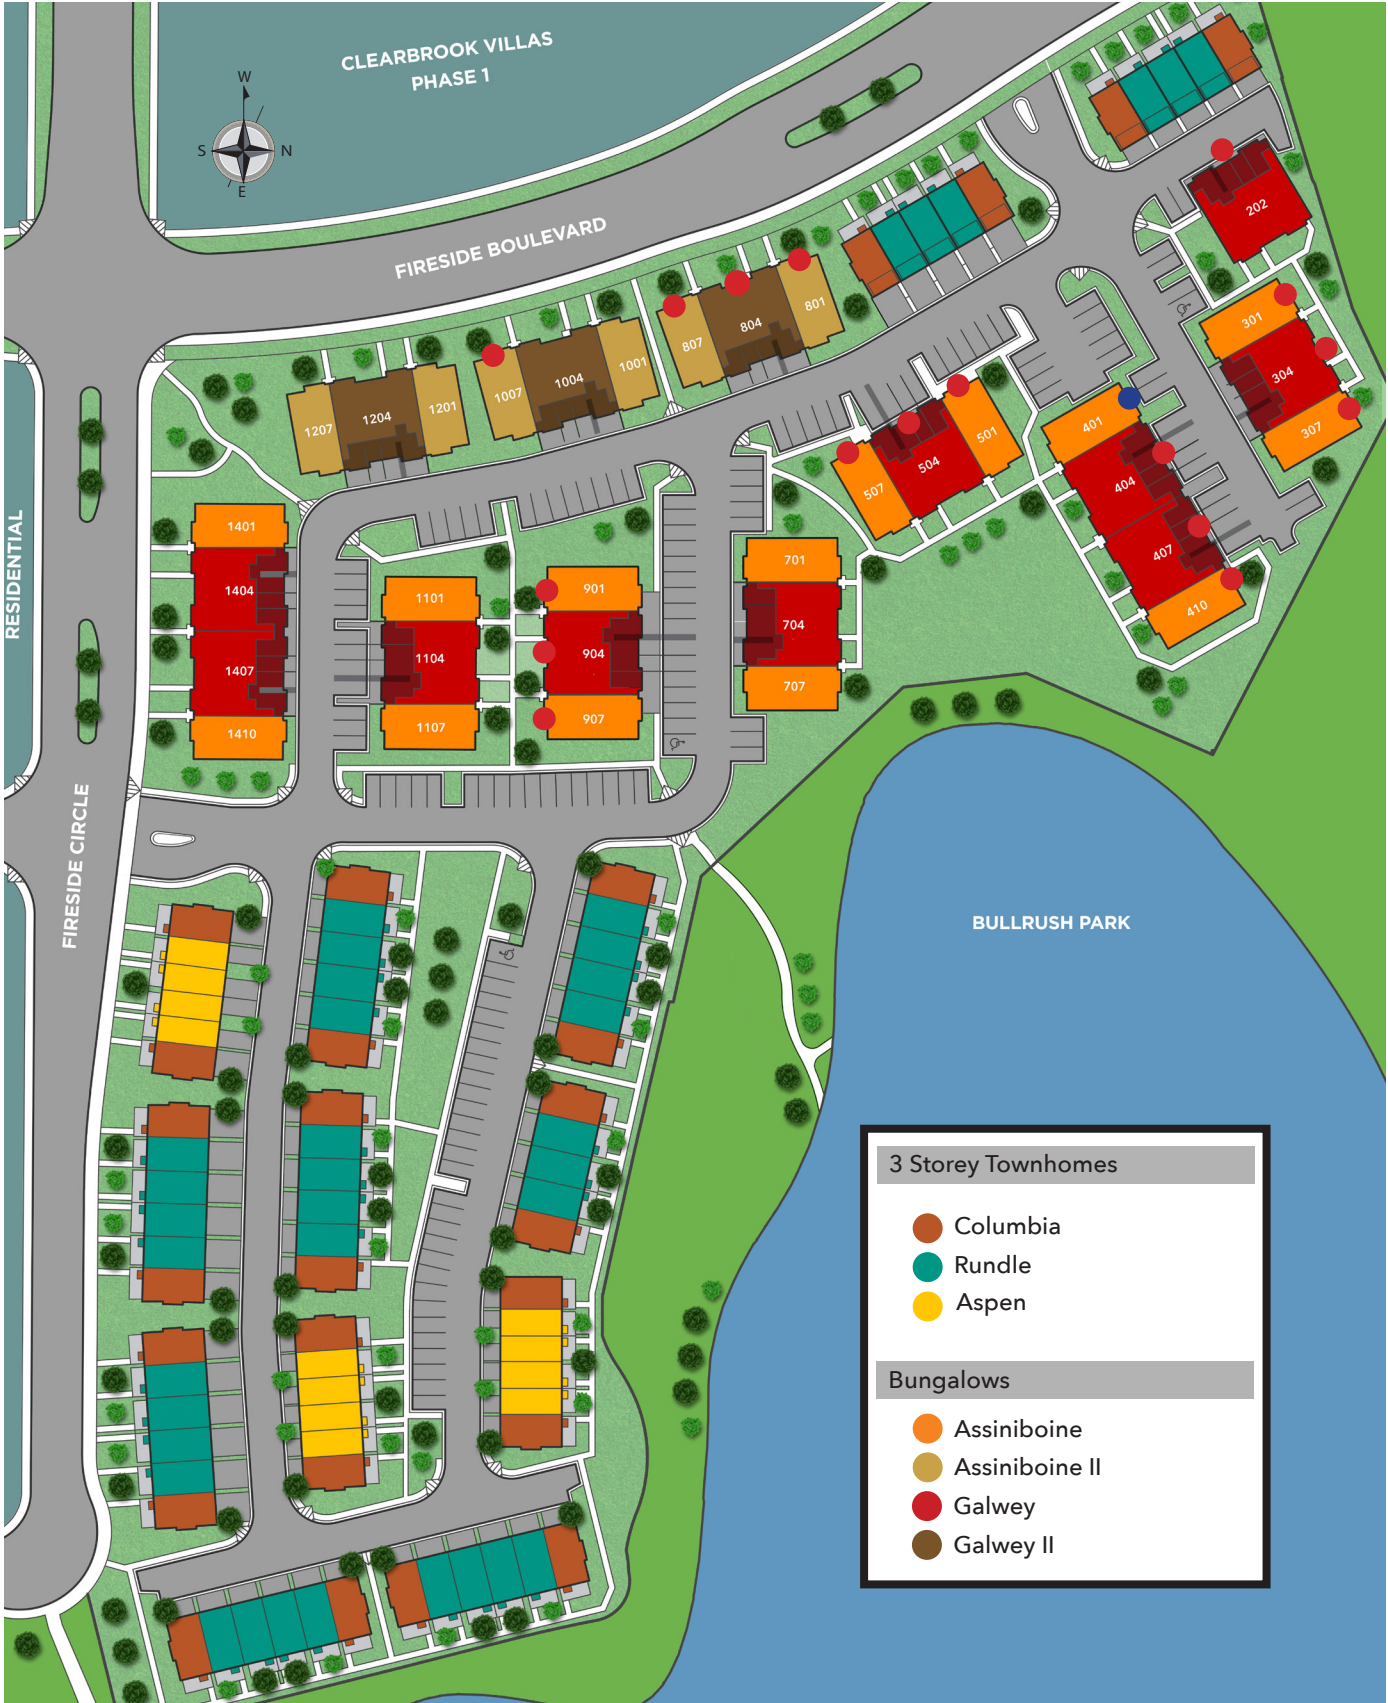 CLEARBROOK VILLAS
PHASE 1
W
S
N
E
FIRESIDE BOULEVARD
RESIDENTIAL
FIRESIDE CIRCLE
202
301
304
307
401
404
407
410
501
504
507
701
704
707
801
804
807
901
904
907
1001
1004
1007
1101
1104
1107
1201
1204
1207
1401
1404
1407
1410
BULLRUSH PARK
3 Storey Townhomes
Columbia
Rundle
Aspen
Bungalows
Assiniboine
Assiniboine II
Galwey
Galwey II